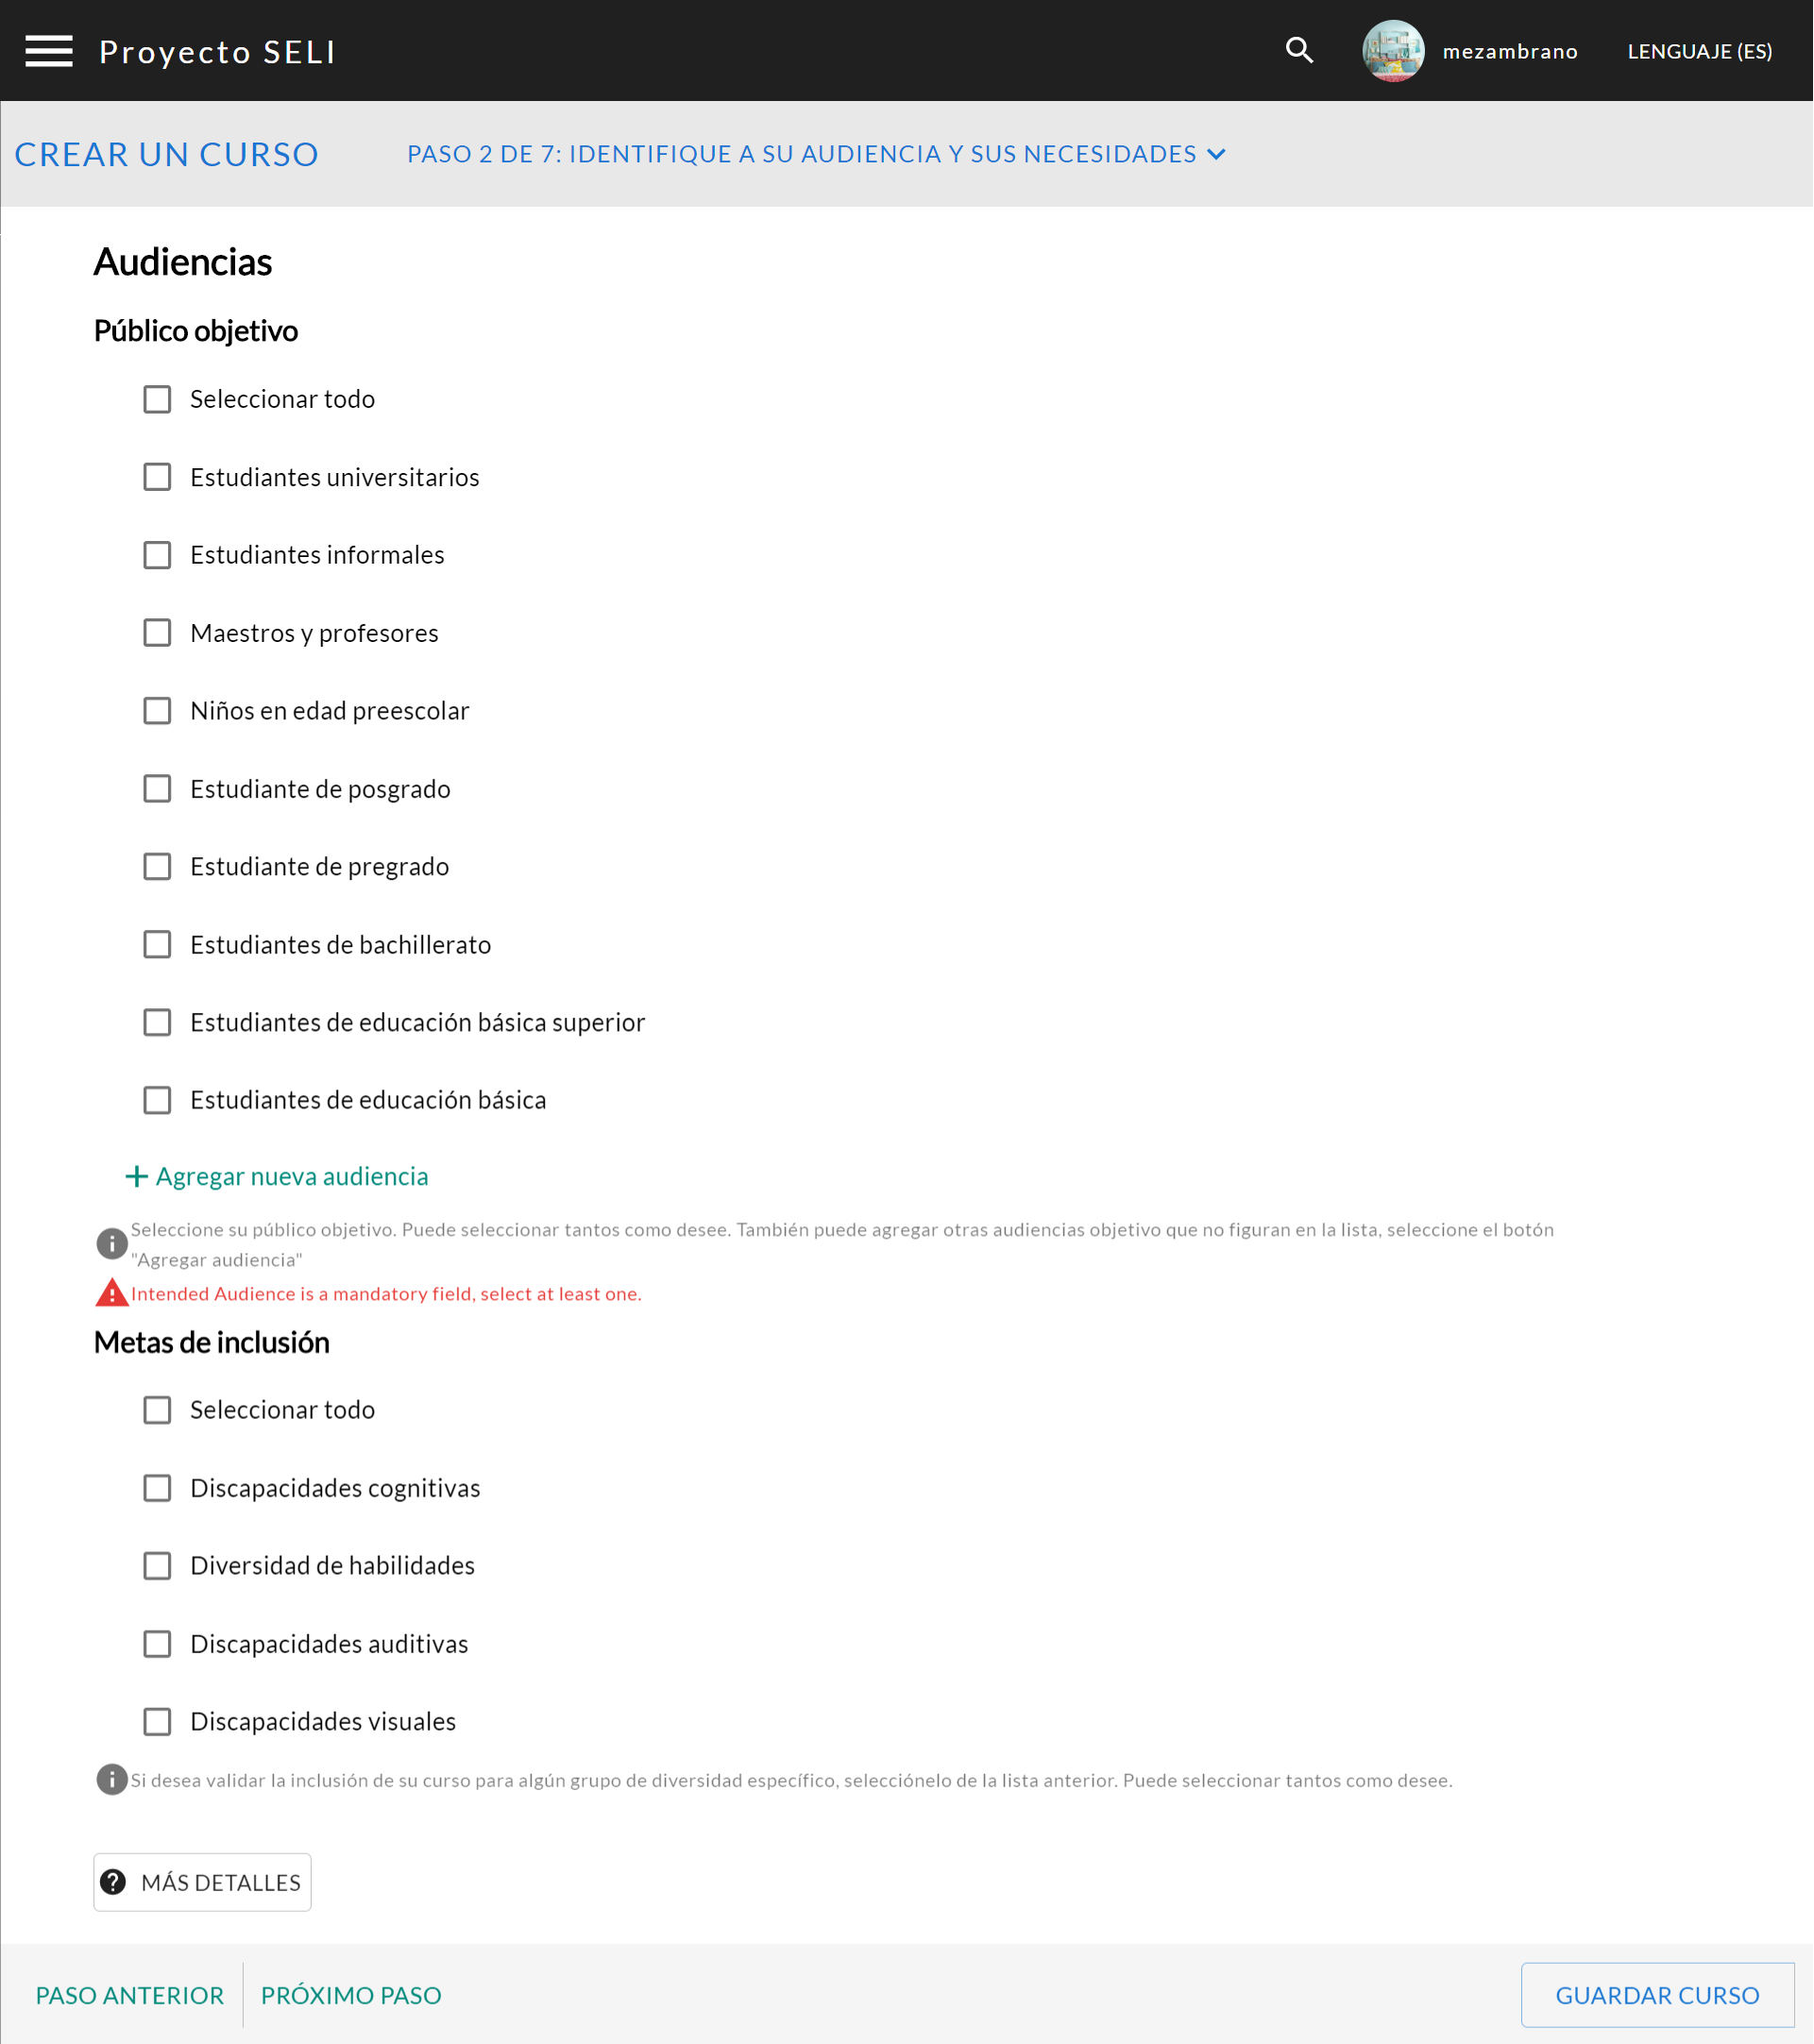 Proyecto SELI
mezambrano
LENGUAJE (ES)
CREAR UN CURSO
PASO 2 DE 7: IDENTIFIQUE A SU AUDIENCIA Y SUS NECESIDADES
Audiencias
Público objetivo
Seleccionar todo
Estudiantes universitarios
Estudiantes informales
Maestros y profesores
Niños en edad preescolar
Estudiante de posgrado
Estudiante de pregrado
Estudiantes de bachillerato
Estudiantes de educación básica superior
Estudiantes de educación básica
+ Agregar nueva audiencia
Seleccione su público objetivo. Puede seleccionar tantos como desee. También puede agregar otras audiencias objetivo que no figuran en la lista, seleccione el botón
"Agregar audiencia"
Intended Audience is a mandatory field, select at least one.
Metas de inclusión
Seleccionar todo
Discapacidades cognitivas
Diversidad de habilidades
Discapacidades auditivas
Discapacidades visuales
Si desea validar la inclusión de su curso para algún grupo de diversidad específico, selecciónelo de la lista anterior. Puede seleccionar tantos como desee.
MÁS DETALLES
PASO ANTERIOR
PRÓXIMO PASO
GUARDAR CURSO